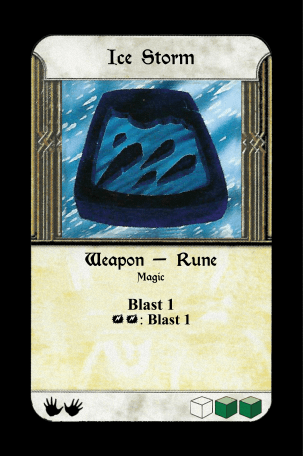 Ice Storm
Weapon — Rune
Magic
Blast 1
: Blast 1